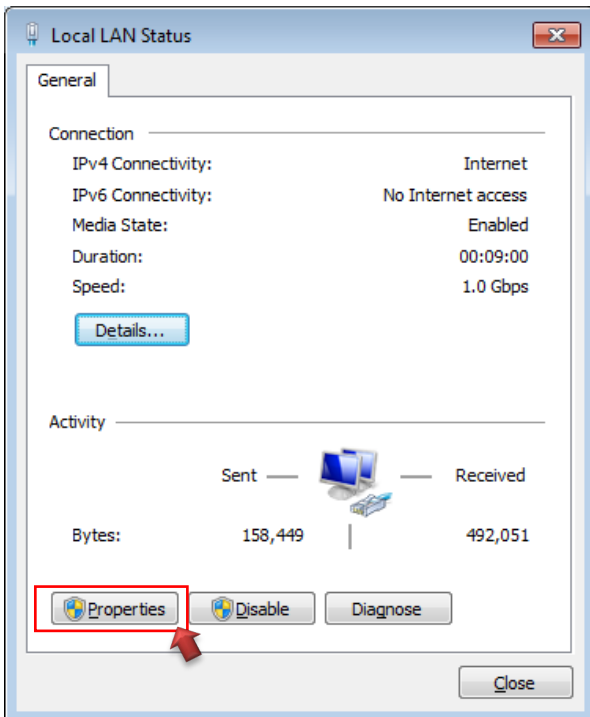 Local LAN Status
General
Connection
IPv4 Connectivity: Internet
IPv6 Connectivity: No Internet access
Media State: Enabled
Duration: 00:09:00
Speed: 1.0 Gbps
Details...
Activity
Sent Received
Bytes: 158,449 492,051
Properties Disable Diagnose
Close